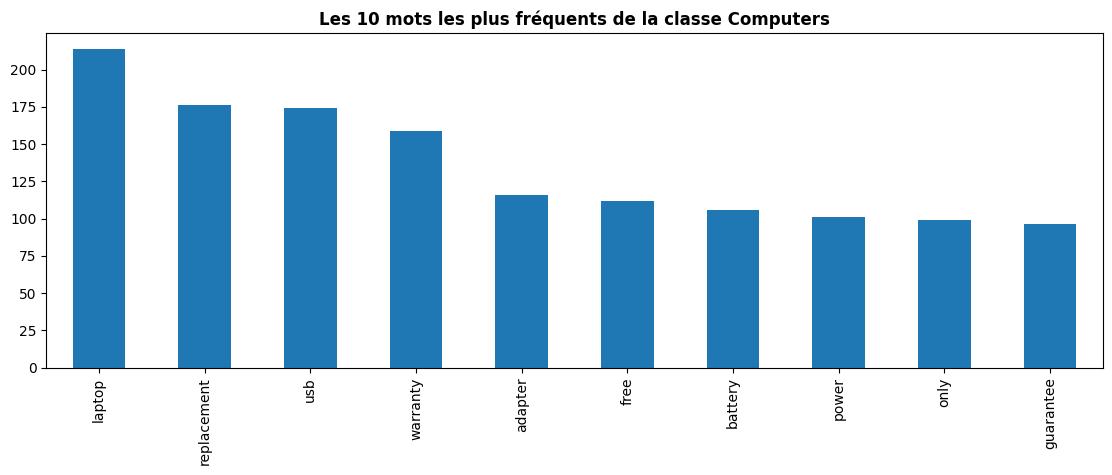 Les 10 mots les plus fréquents de la classe Computers
200
175
150
125
100
75
50
25
0
laptop
replacement
usb
warranty
adapter
free
battery
power
only
guarantee